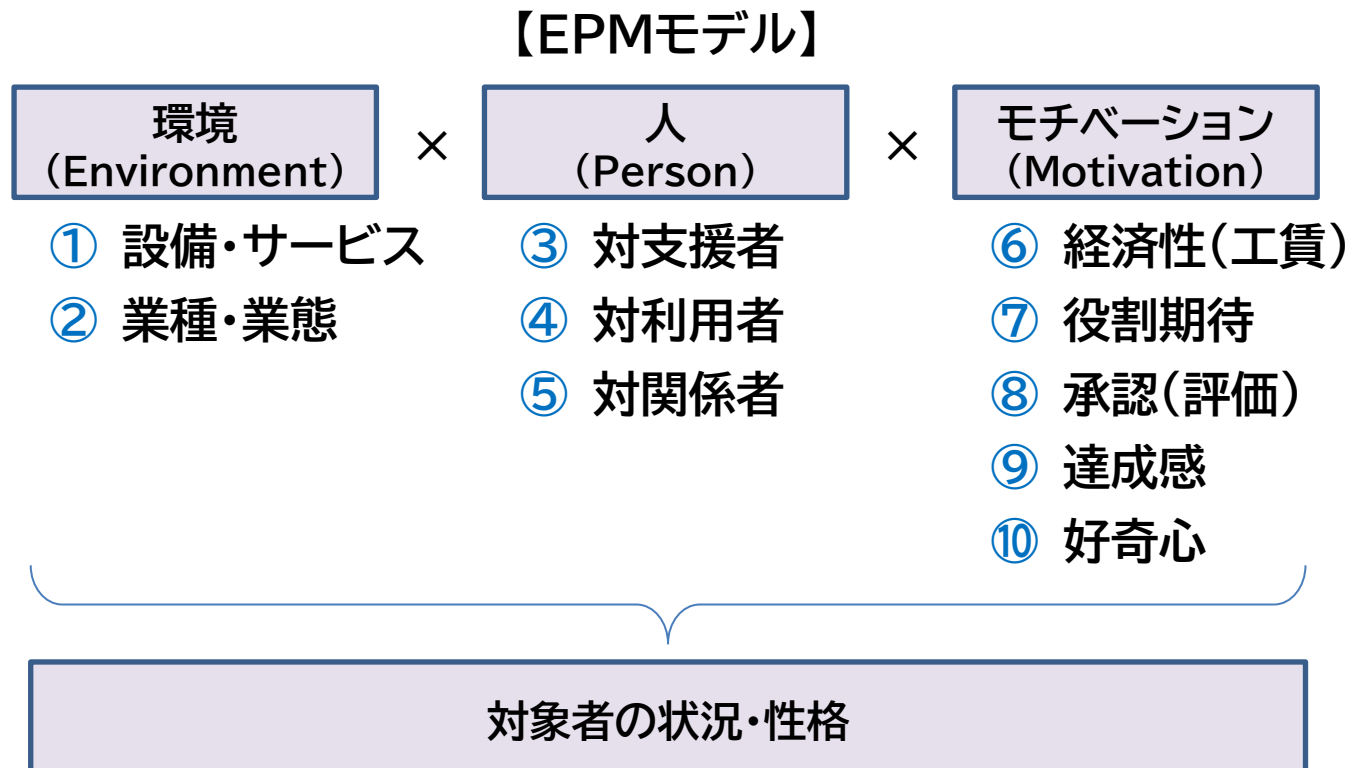 【EPMモデル】
環境
(Environment)
×
人
(Person)
×
モチベーション
(Motivation)
① 設備・サービス
② 業種・業態
③ 対支援者
④ 対利用者
⑤ 対関係者
⑥ 経済性(工賃)
⑦ 役割期待
⑧ 承認(評価)
⑨ 達成感
⑩ 好奇心
対象者の状況・性格